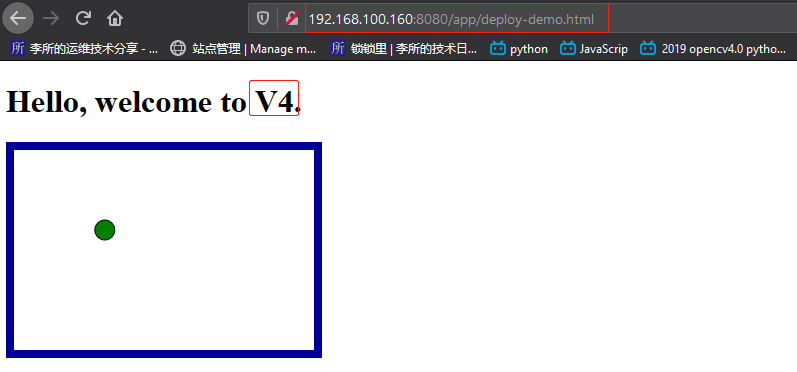 192.168.100.160:8080/app/deploy-demo.html
李所的运维技术分享 - ... 站点管理 | Manage m... 锁锁里 | 李所的技术日... python JavaScrip 2019 opencv4.0 pytho...
Hello, welcome to V4.